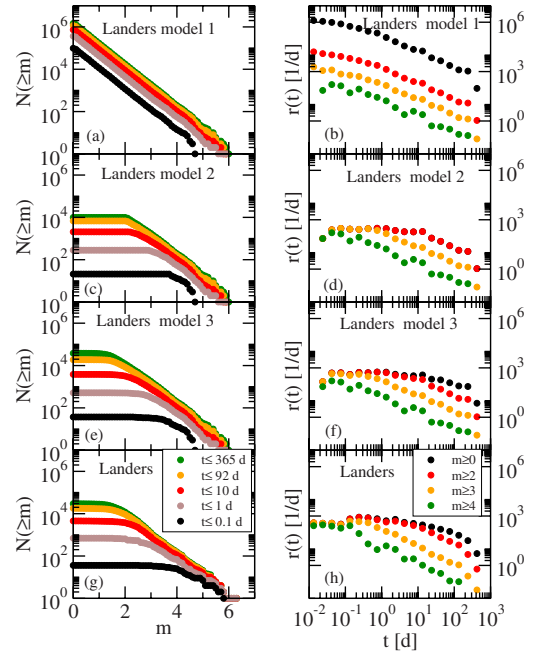 Landers model 1
N(≥m)
10^6
10^4
10^2
10^0
(a)
Landers model 1
r(t) [1/d]
10^6
10^3
10^0
(b)
Landers model 2
N(≥m)
10^6
10^4
10^2
10^0
(c)
Landers model 2
r(t) [1/d]
10^6
10^3
10^0
(d)
Landers model 3
N(≥m)
10^6
10^4
10^2
10^0
(e)
Landers model 3
r(t) [1/d]
10^6
10^3
10^0
(f)
Landers
N(≥m)
10^6
10^4
10^2
10^0
t≤ 365 d
t≤ 92 d
t≤ 10 d
t≤ 1 d
t≤ 0.1 d
(g)
0 2 4 6
m
Landers
r(t) [1/d]
10^6
10^3
10^0
m≥0
m≥2
m≥3
m≥4
(h)
10^-2 10^-1 10^0 10^1 10^2 10^3
t [d]